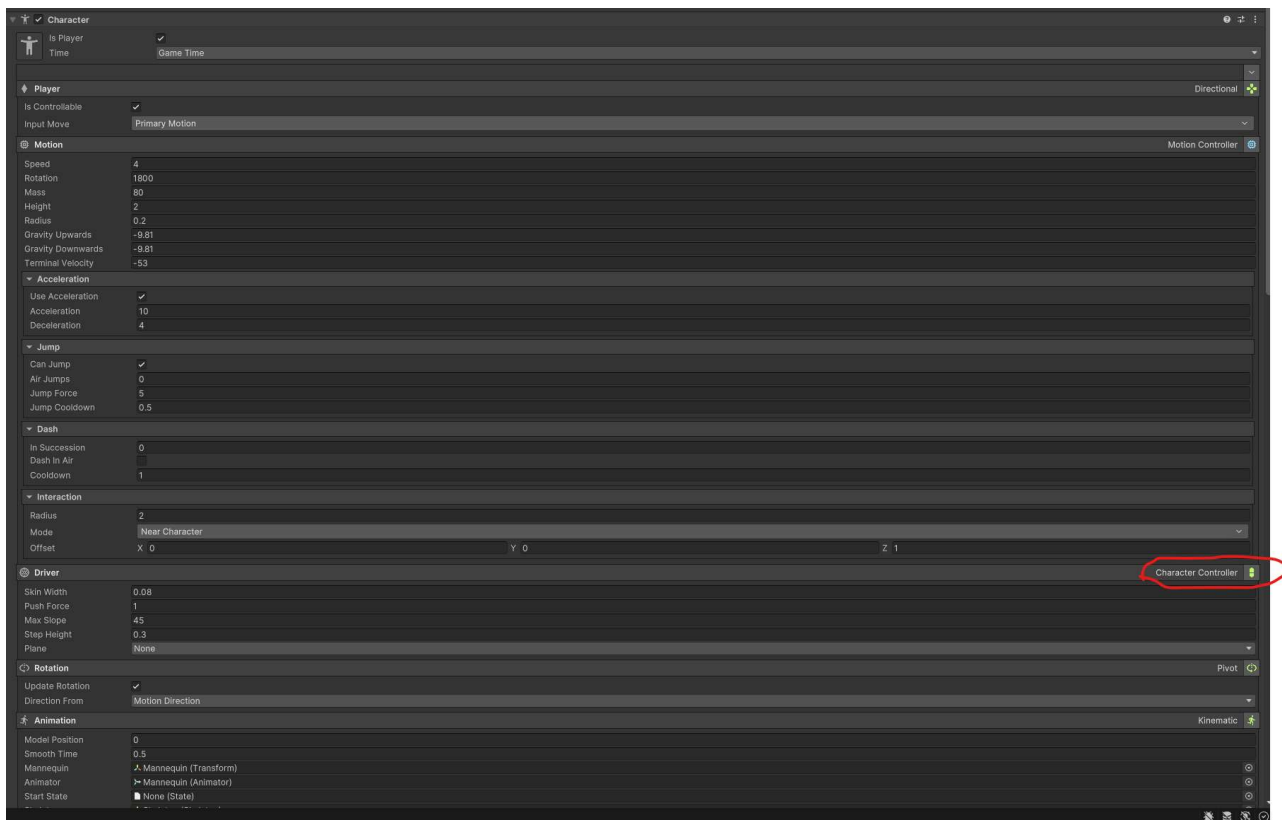 Character
Is Player
Time Game Time
Player Directional
Is Controllable
Input Move Primary Motion
Motion Motion Controller
Speed 4
Rotation 1800
Mass 80
Height 2
Radius 0.2
Gravity Upwards -9.81
Gravity Downwards -9.81
Terminal Velocity -53
Acceleration
Use Acceleration
Acceleration 10
Deceleration 4
Jump
Can Jump
Air Jumps 0
Jump Force 5
Jump Cooldown 0.5
Dash
In Succession 0
Dash In Air
Cooldown 1
Interaction
Radius 2
Mode Near Character
Offset X 0 Y 0 Z 1
Driver Character Controller
Skin Width 0.08
Push Force 1
Max Slope 45
Step Height 0.3
Plane None
Rotation Pivot
Update Rotation
Direction From Motion Direction
Animation Kinematic
Model Position 0
Smooth Time 0.5
Mannequin Mannequin (Transform)
Animator Mannequin (Animator)
Start State None (State)